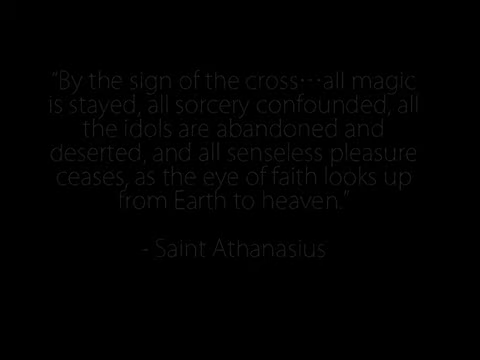 "By the sign of the cross⋯all magic
is stayed, all sorcery confounded, all
the idols are abandoned and
deserted, and all senseless pleasure
ceases, as the eye of faith looks up
from Earth to heaven."
- Saint Athanasius